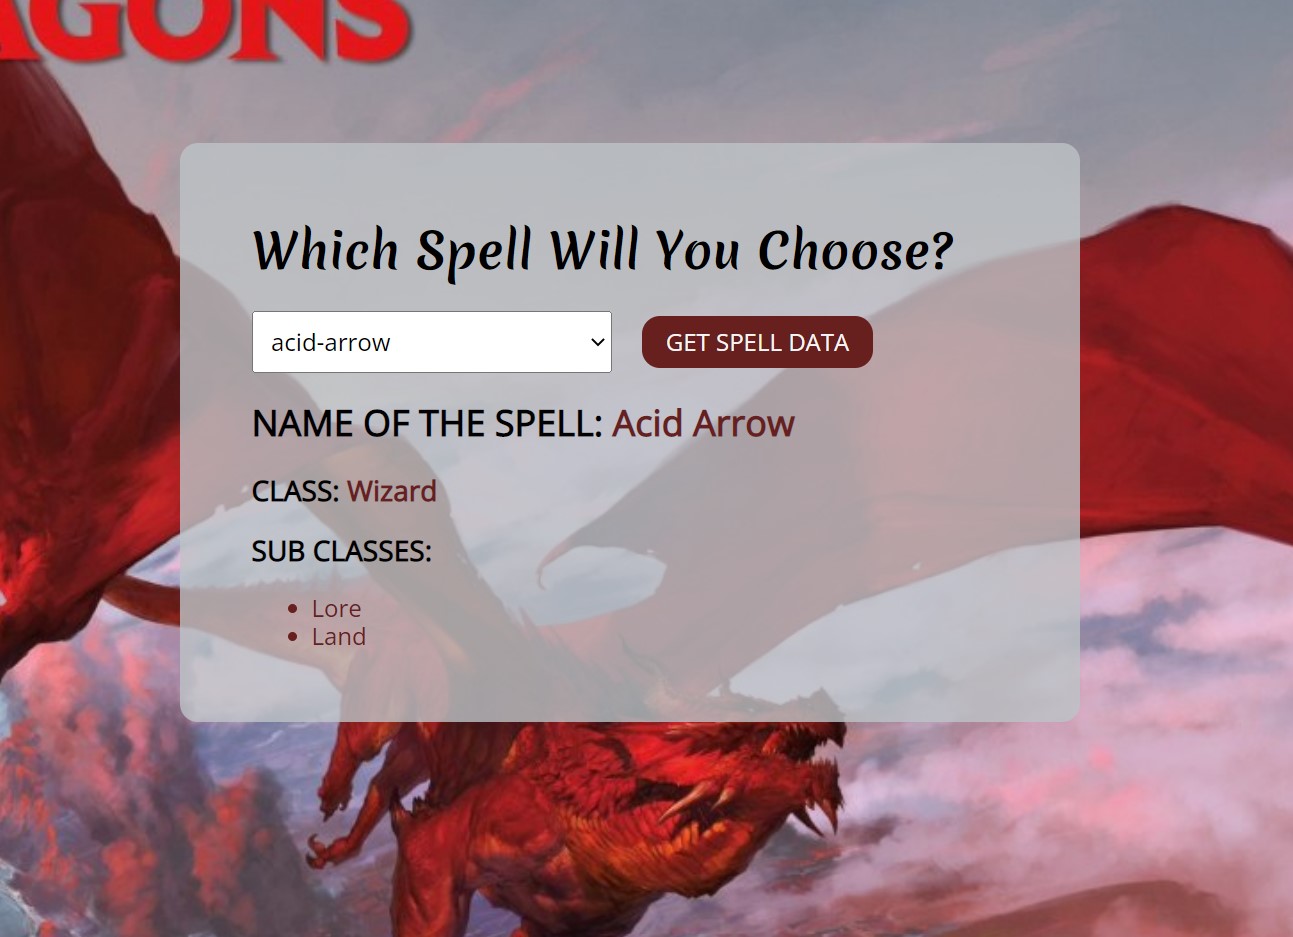 AGONS
Which Spell Will You Choose?
acid-arrow
GET SPELL DATA
NAME OF THE SPELL: Acid Arrow
CLASS: Wizard
SUB CLASSES:
Lore
Land